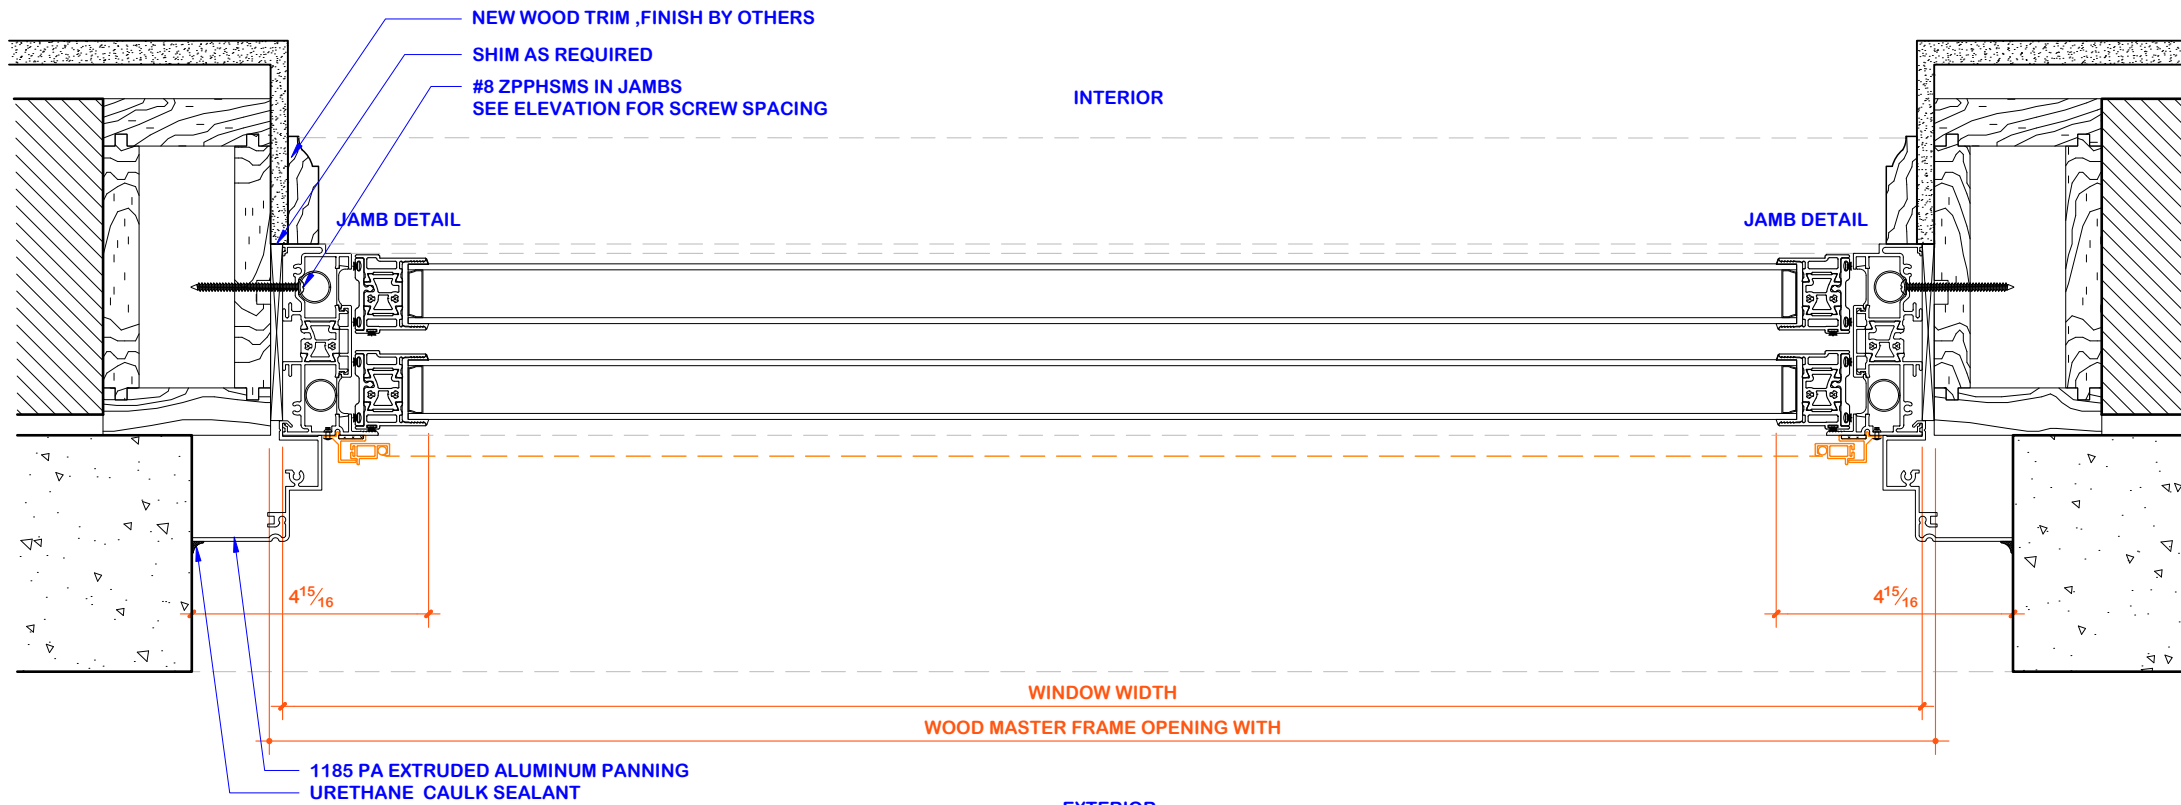 NEW WOOD TRIM ,FINISH BY OTHERS
SHIM AS REQUIRED
#8 ZPPHSMS IN JAMBS
SEE ELEVATION FOR SCREW SPACING
INTERIOR
JAMB DETAIL
JAMB DETAIL
4 15/16
4 15/16
WINDOW WIDTH
WOOD MASTER FRAME OPENING WITH
1185 PA EXTRUDED ALUMINUM PANNING
URETHANE CAULK SEALANT
EXTERIOR